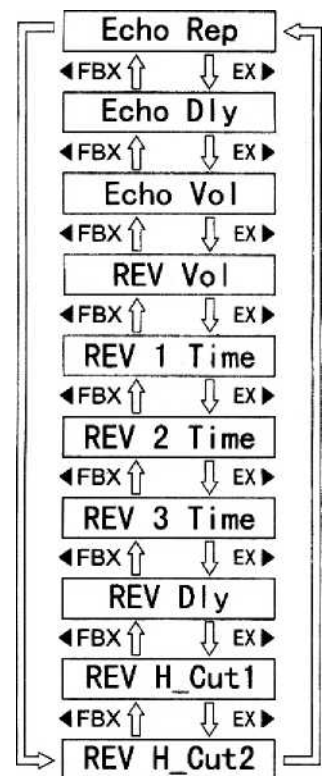 Echo Rep
◀FBX ⇧ ⇩ EX▶
Echo Dly
◀FBX ⇧ ⇩ EX▶
Echo Vol
◀FBX ⇧ ⇩ EX▶
REV Vol
◀FBX ⇧ ⇩ EX▶
REV 1 Time
◀FBX ⇧ ⇩ EX▶
REV 2 Time
◀FBX ⇧ ⇩ EX▶
REV 3 Time
◀FBX ⇧ ⇩ EX▶
REV Dly
◀FBX ⇧ ⇩ EX▶
REV H_Cut1
◀FBX ⇧ ⇩ EX▶
REV H_Cut2